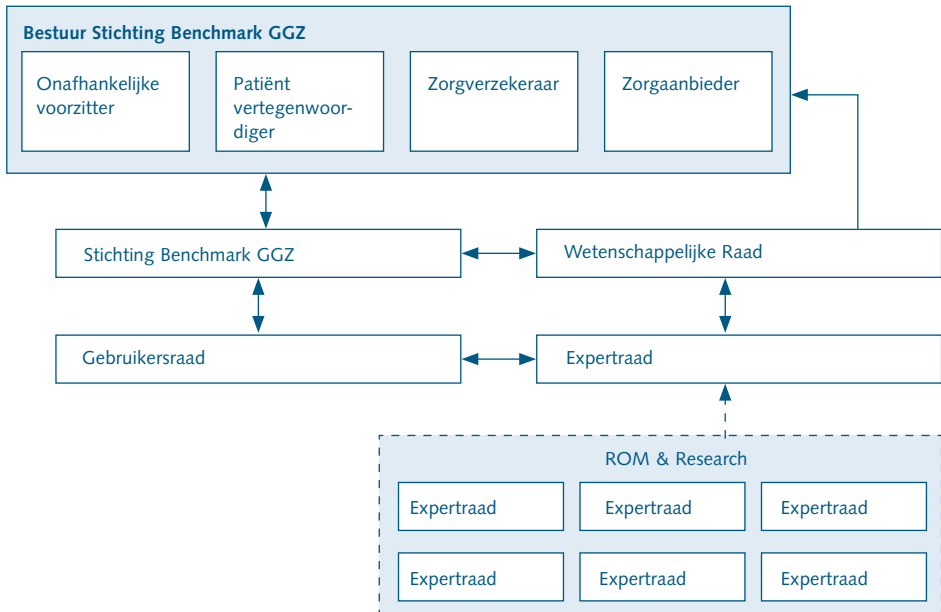 Bestuur Stichting Benchmark GGZ
Onafhankelijke
voorzitter
Patiënt
vertegenwoor-
diger
Zorgverzekeraar
Zorgaanbieder
Stichting Benchmark GGZ
Wetenschappelijke Raad
Gebruikersraad
Expertraad
ROM & Research
Expertraad
Expertraad
Expertraad
Expertraad
Expertraad
Expertraad